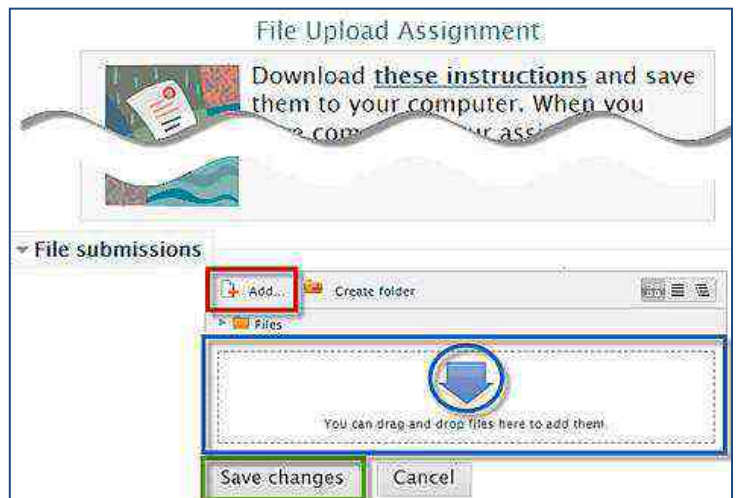 File Upload Assignment
Download these instructions and save
them to your computer. When you
File submissions
Add... Create folder
Files
You can drag and drop files here to add them.
Save changes Cancel